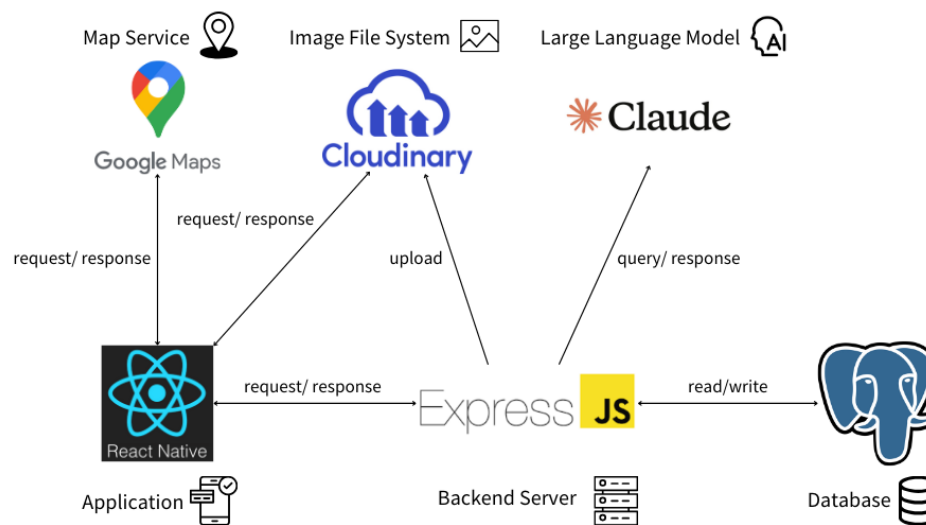 Map Service
Image File System
Large Language Model
AI
Google Maps
Cloudinary
Claude
request/ response
request/ response
upload
query/ response
React Native
request/ response
Express
JS
read/write
Application
Backend Server
Database